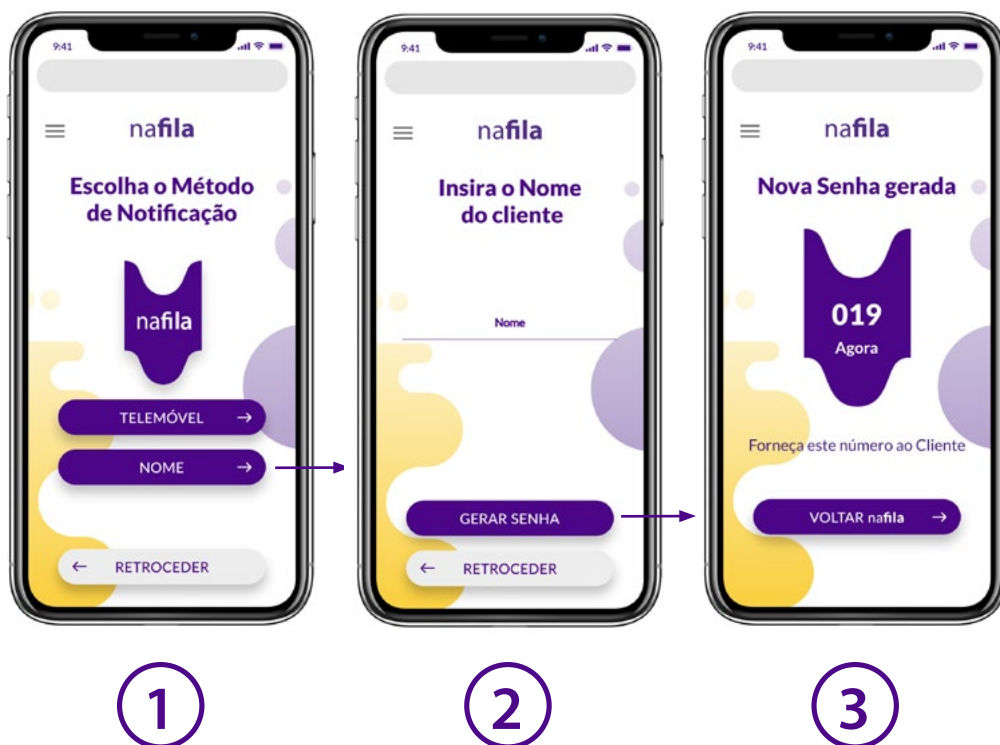 9:41
nafila
Escolha o Método
de Notificação
nafila
TELEMÓVEL
NOME
RETROCEDER
1
9:41
nafila
Insira o Nome
do cliente
Nome
GERAR SENHA
RETROCEDER
2
9:41
nafila
Nova Senha gerada
019
Agora
Forneça este número ao Cliente
VOLTAR nafila
3